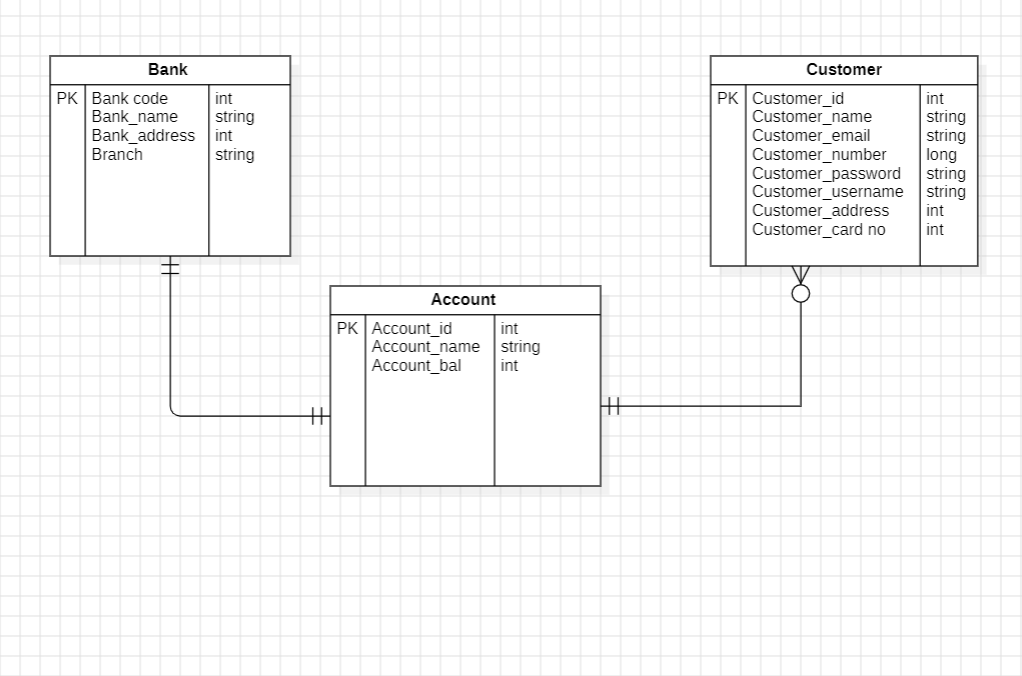 Bank
PK Bank code int
Bank_name string
Bank_address int
Branch string
Customer
PK Customer_id int
Customer_name string
Customer_email string
Customer_number long
Customer_password string
Customer_username string
Customer_address int
Customer_card no int
Account
PK Account_id int
Account_name string
Account_bal int